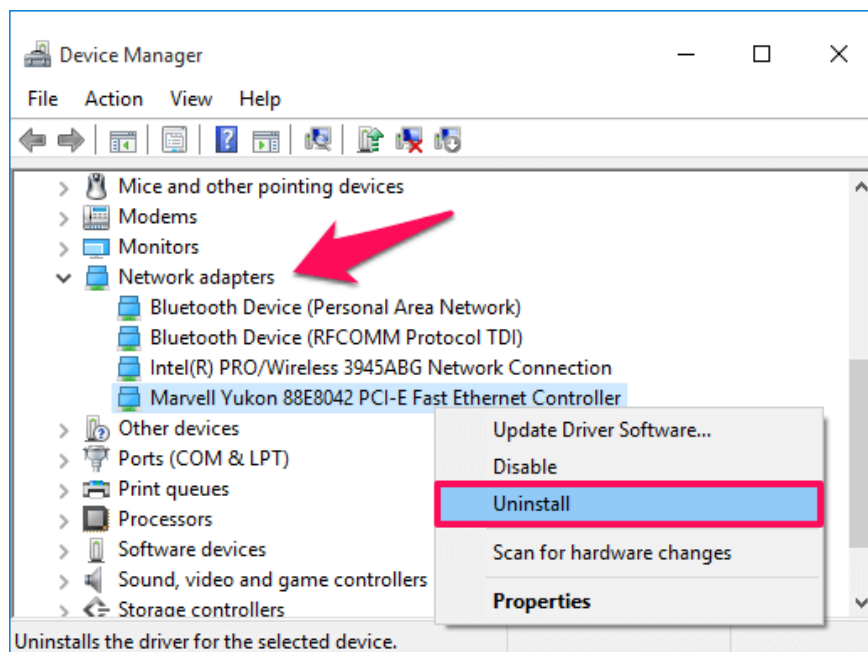 Device Manager
File Action View Help
Mice and other pointing devices
Modems
Monitors
Network adapters
Bluetooth Device (Personal Area Network)
Bluetooth Device (RFCOMM Protocol TDI)
Intel(R) PRO/Wireless 3945ABG Network Connection
Marvell Yukon 88E8042 PCI-E Fast Ethernet Controller
Other devices
Ports (COM & LPT)
Print queues
Processors
Software devices
Sound, video and game controllers
Storage controllers
Update Driver Software...
Disable
Uninstall
Scan for hardware changes
Properties
Uninstalls the driver for the selected device.